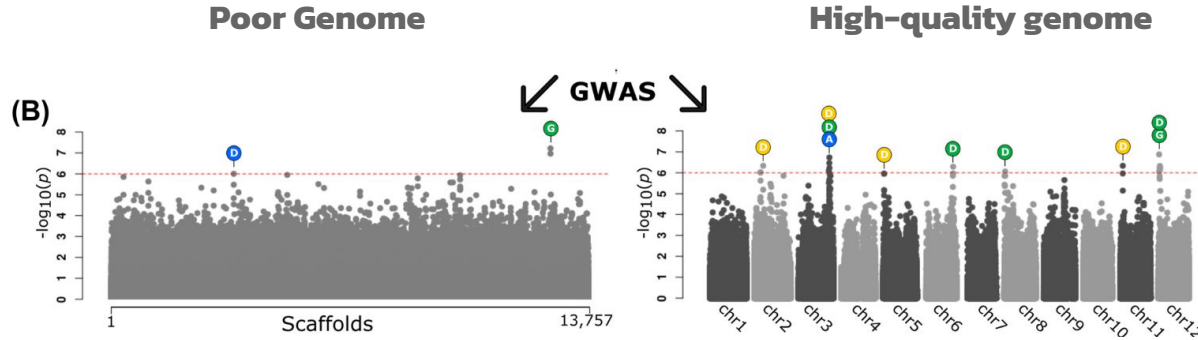 Poor Genome
High-quality genome
GWAS
(B)
-log10(p)
8
7
6
5
4
3
2
1
0
D
G
1
Scaffolds
13,757
-log10(p)
8
7
6
5
4
3
2
1
0
D
D
D
A
D
D
D
D
D
G
chr1
chr2
chr3
chr4
chr5
chr6
chr7
chr8
chr9
chr10
chr11
chr12